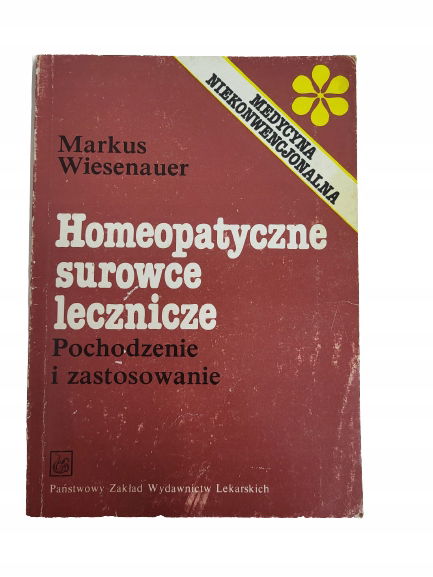 MEDYCYNA
NIEKONWENCJONALNA
Markus
Wiesenauer
Homeopatyczne
surowce
lecznicze
Pochodzenie
i zastosowanie
Państwowy Zakład Wydawnictw Lekarskich